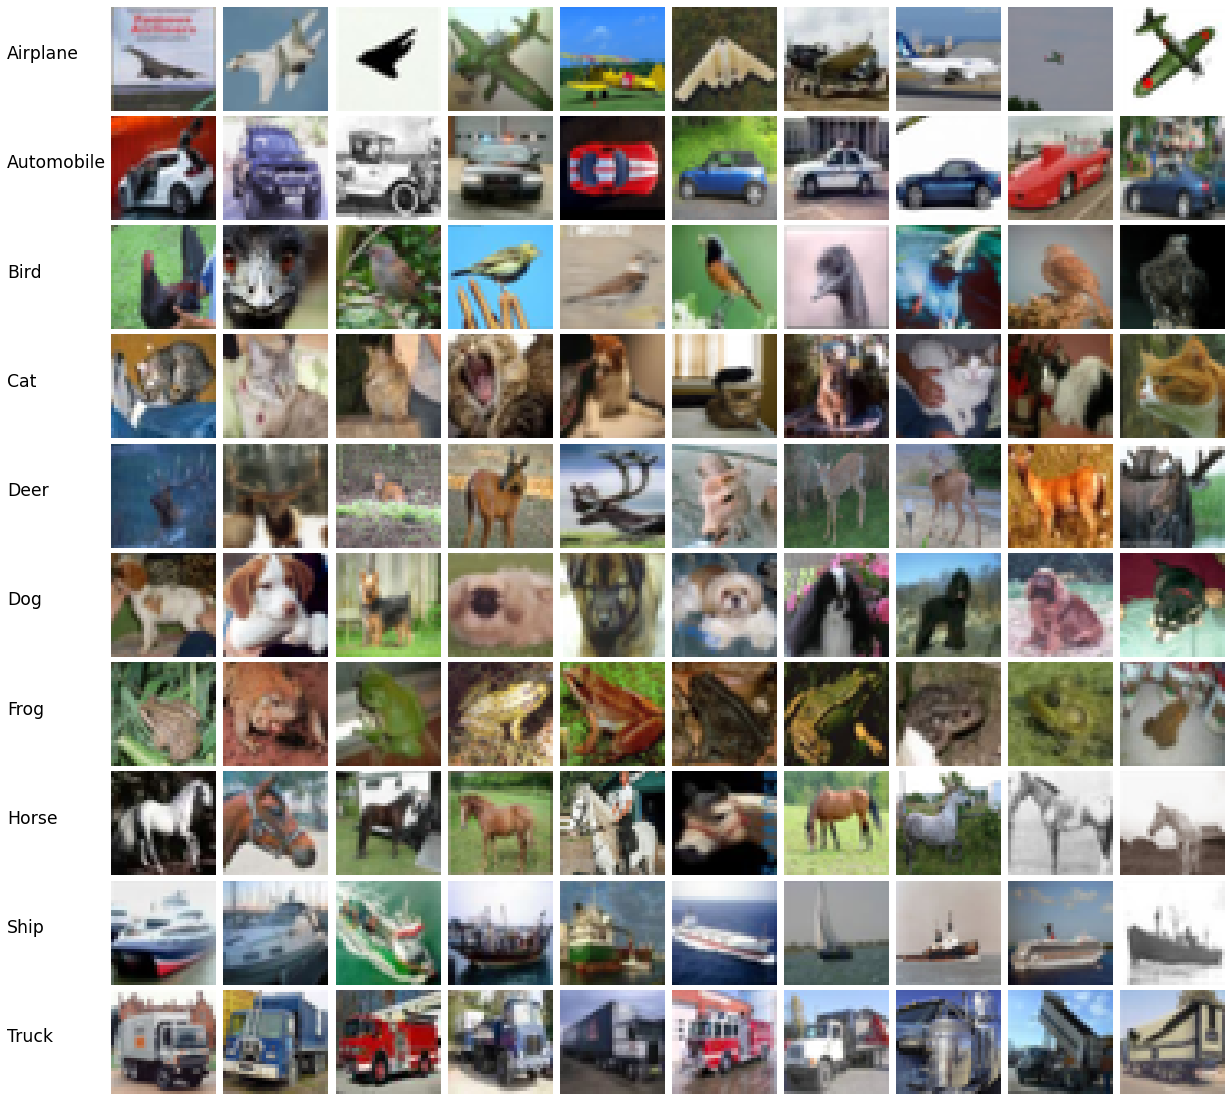 Airplane
Automobile
Bird
Cat
Deer
Dog
Frog
Horse
Ship
Truck